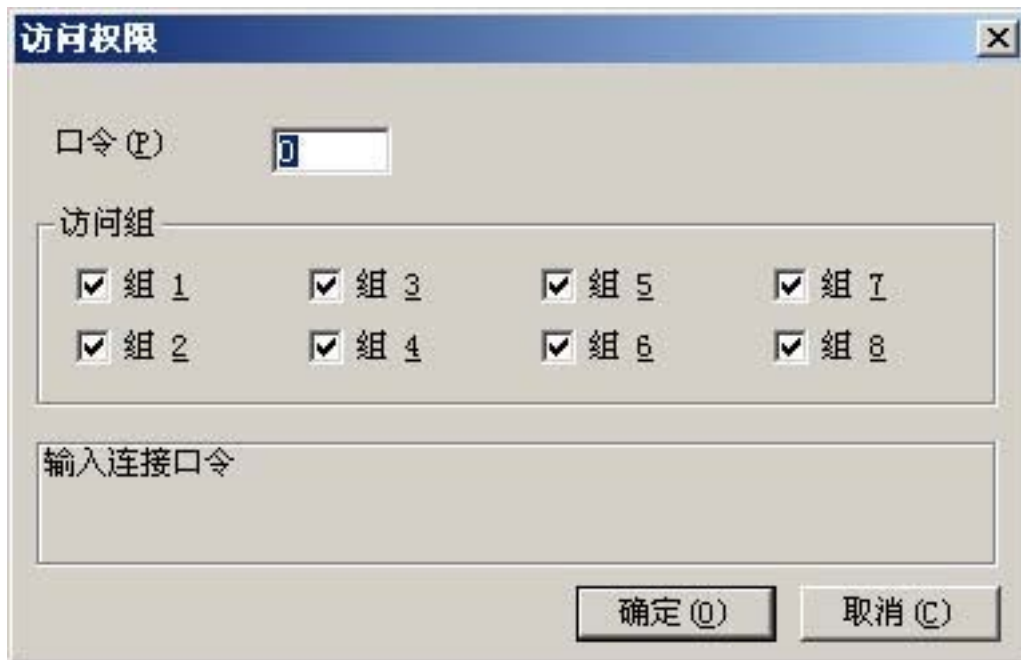 访问权限
口令(P) 0
访问组
组 1 组 3 组 5 组 7
组 2 组 4 组 6 组 8
输入连接口令
确定(O) 取消(C)